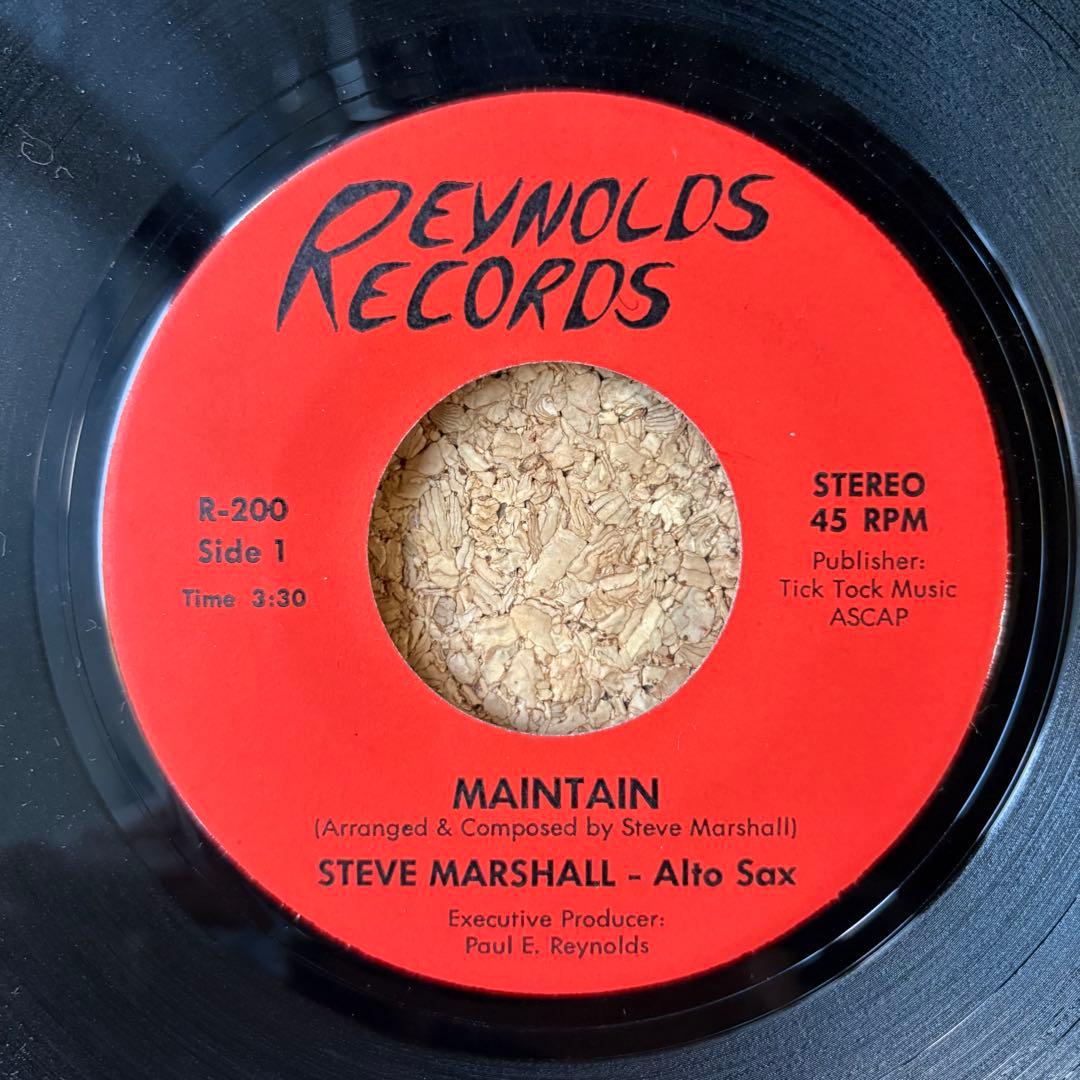 REYNOLDS
RECORDS
R-200
Side 1
Time 3:30
STEREO
45 RPM
Publisher:
Tick Tock Music
ASCAP
MAINTAIN
(Arranged & Composed by Steve Marshall)
STEVE MARSHALL - Alto Sax
Executive Producer:
Paul E. Reynolds